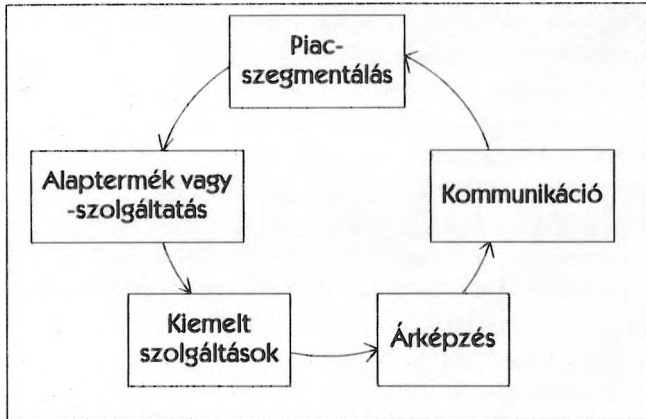 Piac-
szegmentálás
Alaptermék vagy
-szolgáltatás
Kommunikáció
Kiemelt
szolgáltások
Árképzés